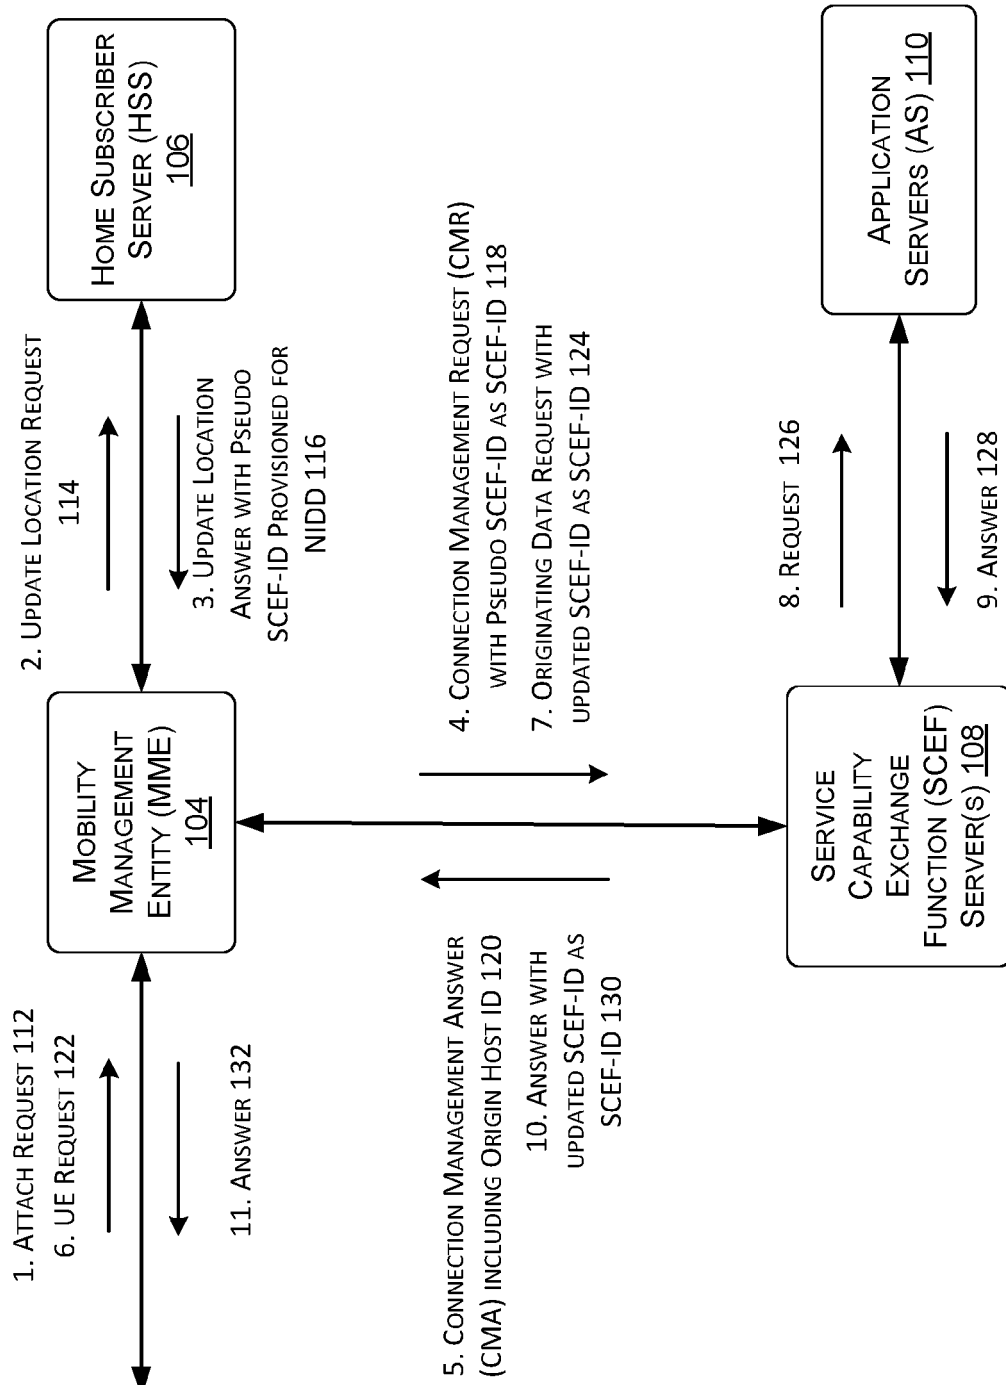 1. ATTACH REQUEST 112
6. UE REQUEST 122
11. ANSWER 132
MOBILITY
MANAGEMENT
ENTITY (MME)
104
2. UPDATE LOCATION REQUEST
114
3. UPDATE LOCATION
ANSWER WITH PSEUDO
SCEF-ID PROVISIONED FOR
NIDD 116
HOME SUBSCRIBER
SERVER (HSS)
106
5. CONNECTION MANAGEMENT ANSWER
(CMA) INCLUDING ORIGIN HOST ID 120
10. ANSWER WITH
UPDATED SCEF-ID AS
SCEF-ID 130
4. CONNECTION MANAGEMENT REQUEST (CMR)
WITH PSEUDO SCEF-ID AS SCEF-ID 118
7. ORIGINATING DATA REQUEST WITH
UPDATED SCEF-ID AS SCEF-ID 124
SERVICE
CAPABILITY
EXCHANGE
FUNCTION (SCEF)
SERVER(S) 108
8. REQUEST 126
9. ANSWER 128
APPLICATION
SERVERS (AS) 110